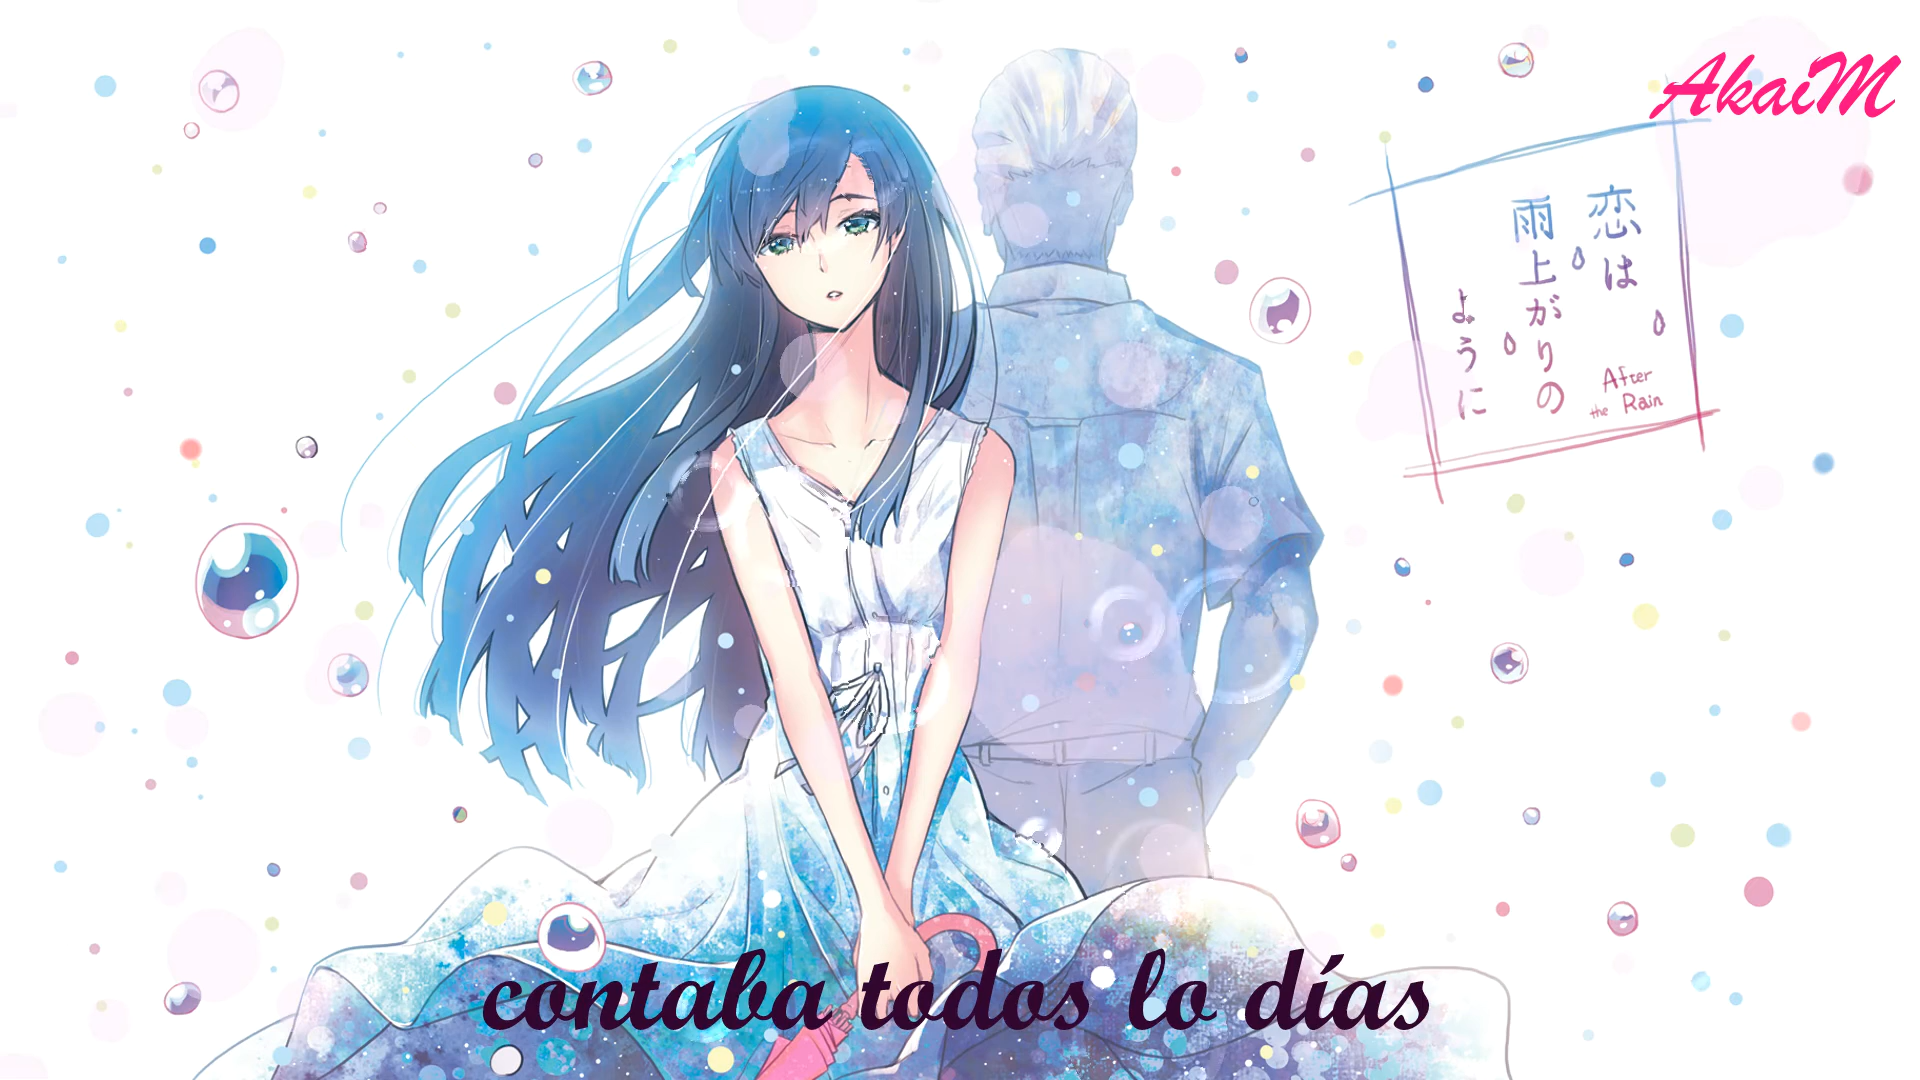 AkaiM
恋は
雨上がりの
ように
After
the Rain
contaba todos lo días